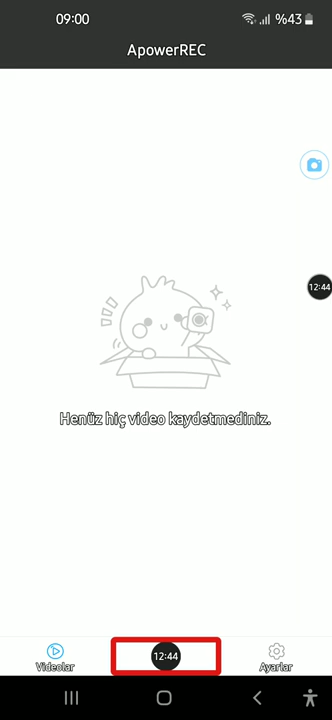 09:00
%43
ApowerREC
12:44
Henüz hiç video kaydetmediniz.
Videolar
12:44
Ayarlar